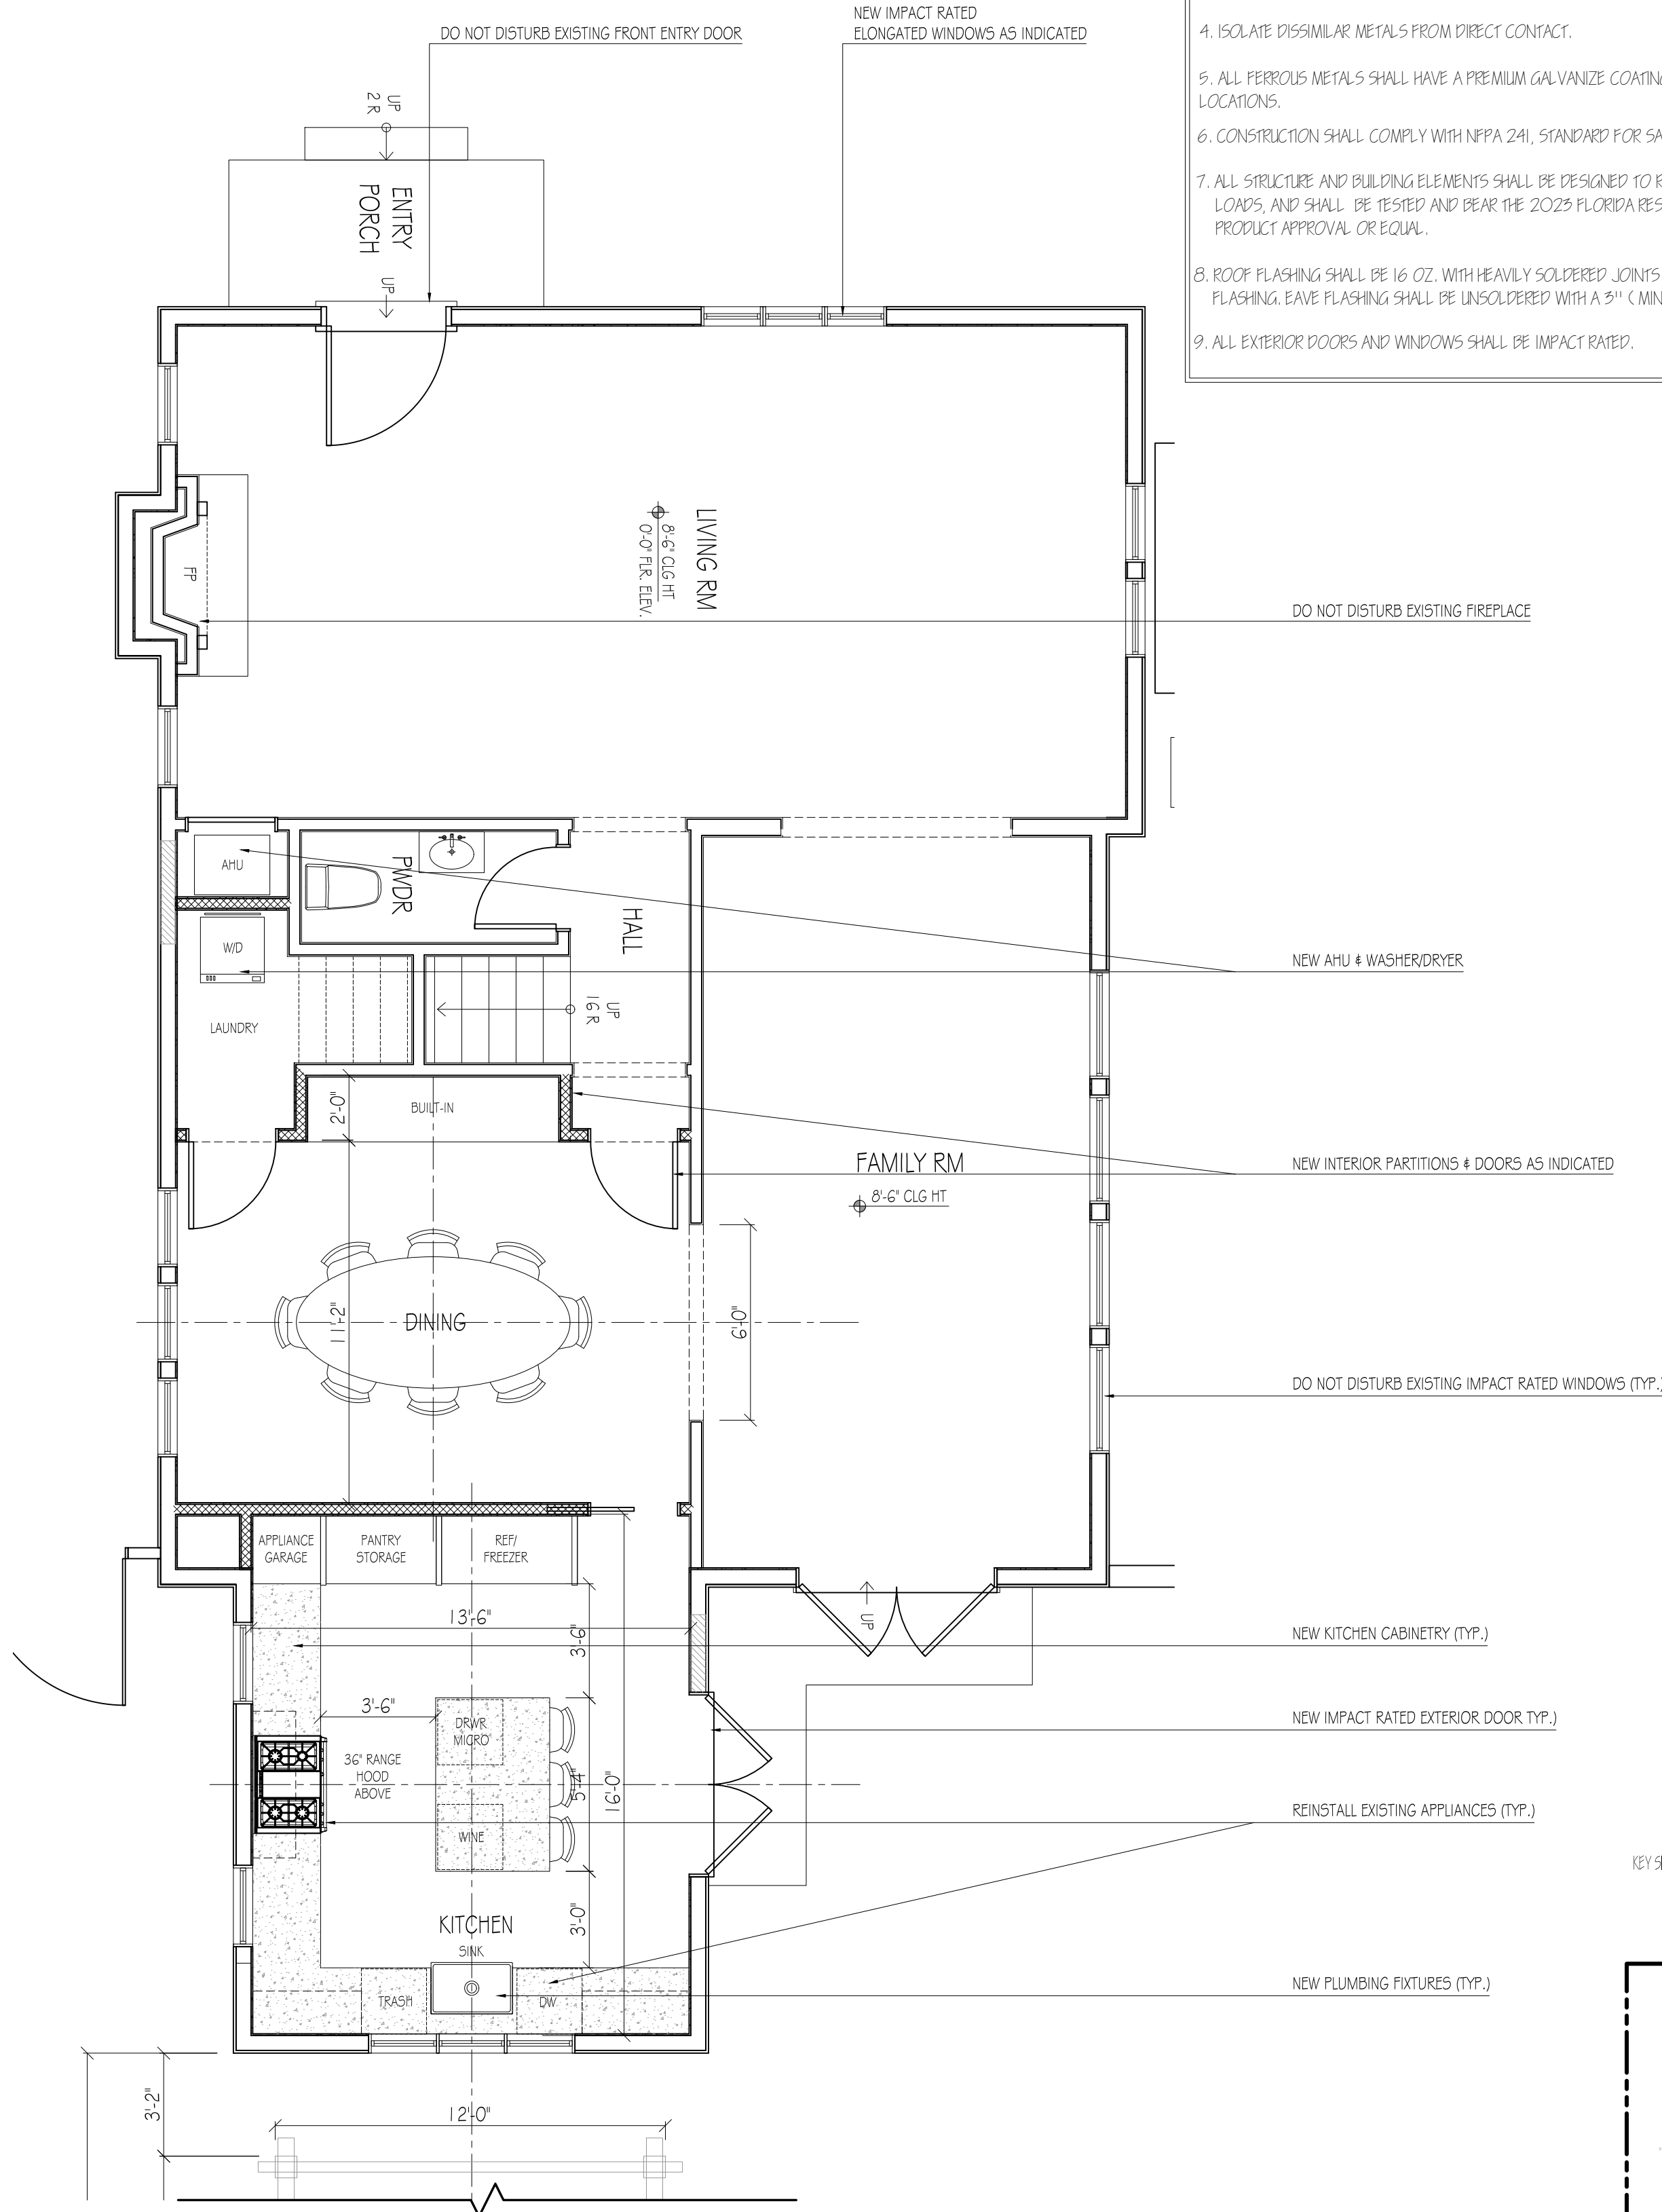 NEW IMPACT RATED
ELONGATED WINDOWS AS INDICATED
DO NOT DISTURB EXISTING FRONT ENTRY DOOR
4. ISOLATE DISSIMILAR METALS FROM DIRECT CONTACT.
5. ALL FERROUS METALS SHALL HAVE A PREMIUM GALVANIZE COATING
LOCATIONS.
6. CONSTRUCTION SHALL COMPLY WITH NFPA 241, STANDARD FOR SA
7. ALL STRUCTURE AND BUILDING ELEMENTS SHALL BE DESIGNED TO R
LOADS, AND SHALL BE TESTED AND BEAR THE 2023 FLORIDA RES
PRODUCT APPROVAL OR EQUAL.
8. ROOF FLASHING SHALL BE 16 OZ. WITH HEAVILY SOLDERED JOINTS
FLASHING. EAVE FLASHING SHALL BE UNSOLDERED WITH A 3" ( MIN
9. ALL EXTERIOR DOORS AND WINDOWS SHALL BE IMPACT RATED.
UP
2 R
ENTRY
PORCH
UP
LIVING RM
8'-6" CLG HT
0'-0" FLR. ELEV.
FP
DO NOT DISTURB EXISTING FIREPLACE
AHU
PWDR
HALL
W/D
NEW AHU & WASHER/DRYER
UP
16 R
LAUNDRY
2'-0"
BUILT-IN
FAMILY RM
8'-6" CLG HT
NEW INTERIOR PARTITIONS & DOORS AS INDICATED
11'-2"
DINING
6'-0"
DO NOT DISTURB EXISTING IMPACT RATED WINDOWS (TYP.)
APPLIANCE
GARAGE
PANTRY
STORAGE
REF/
FREEZER
UP
13'-6"
3'-6"
NEW KITCHEN CABINETRY (TYP.)
3'-6"
DRWR
MICRO
NEW IMPACT RATED EXTERIOR DOOR TYP.)
36" RANGE
HOOD
ABOVE
5'-4"
16'-0"
REINSTALL EXISTING APPLIANCES (TYP.)
WINE
KEY S
3'-0"
KITCHEN
SINK
TRASH
DW
NEW PLUMBING FIXTURES (TYP.)
3'-2"
12'-0"